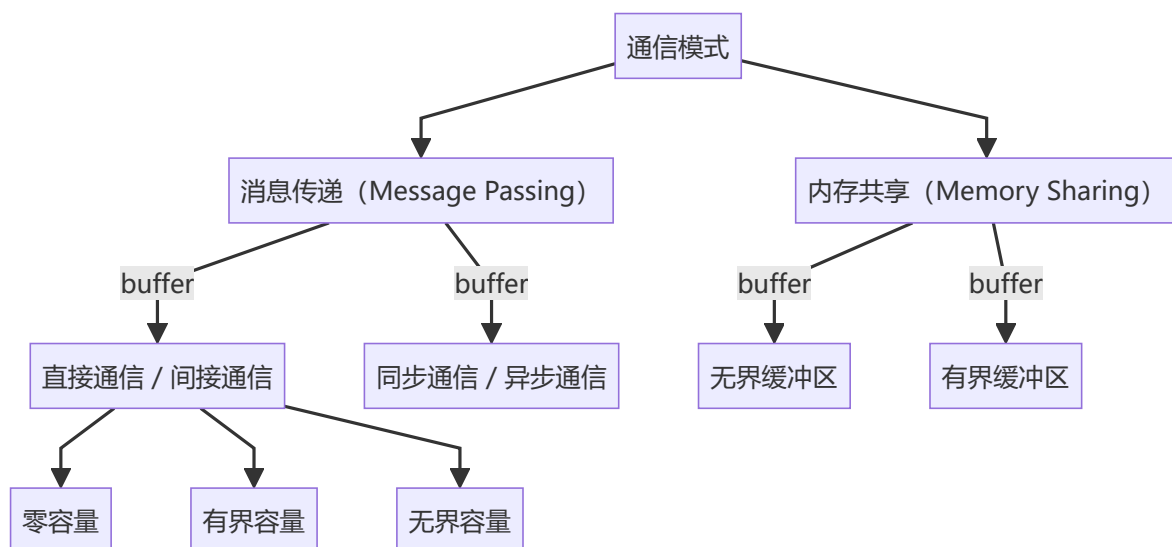 通信模式
消息传递（Message Passing）
内存共享（Memory Sharing）
buffer
buffer
buffer
buffer
直接通信 / 间接通信
同步通信 / 异步通信
无界缓冲区
有界缓冲区
零容量
有界容量
无界容量